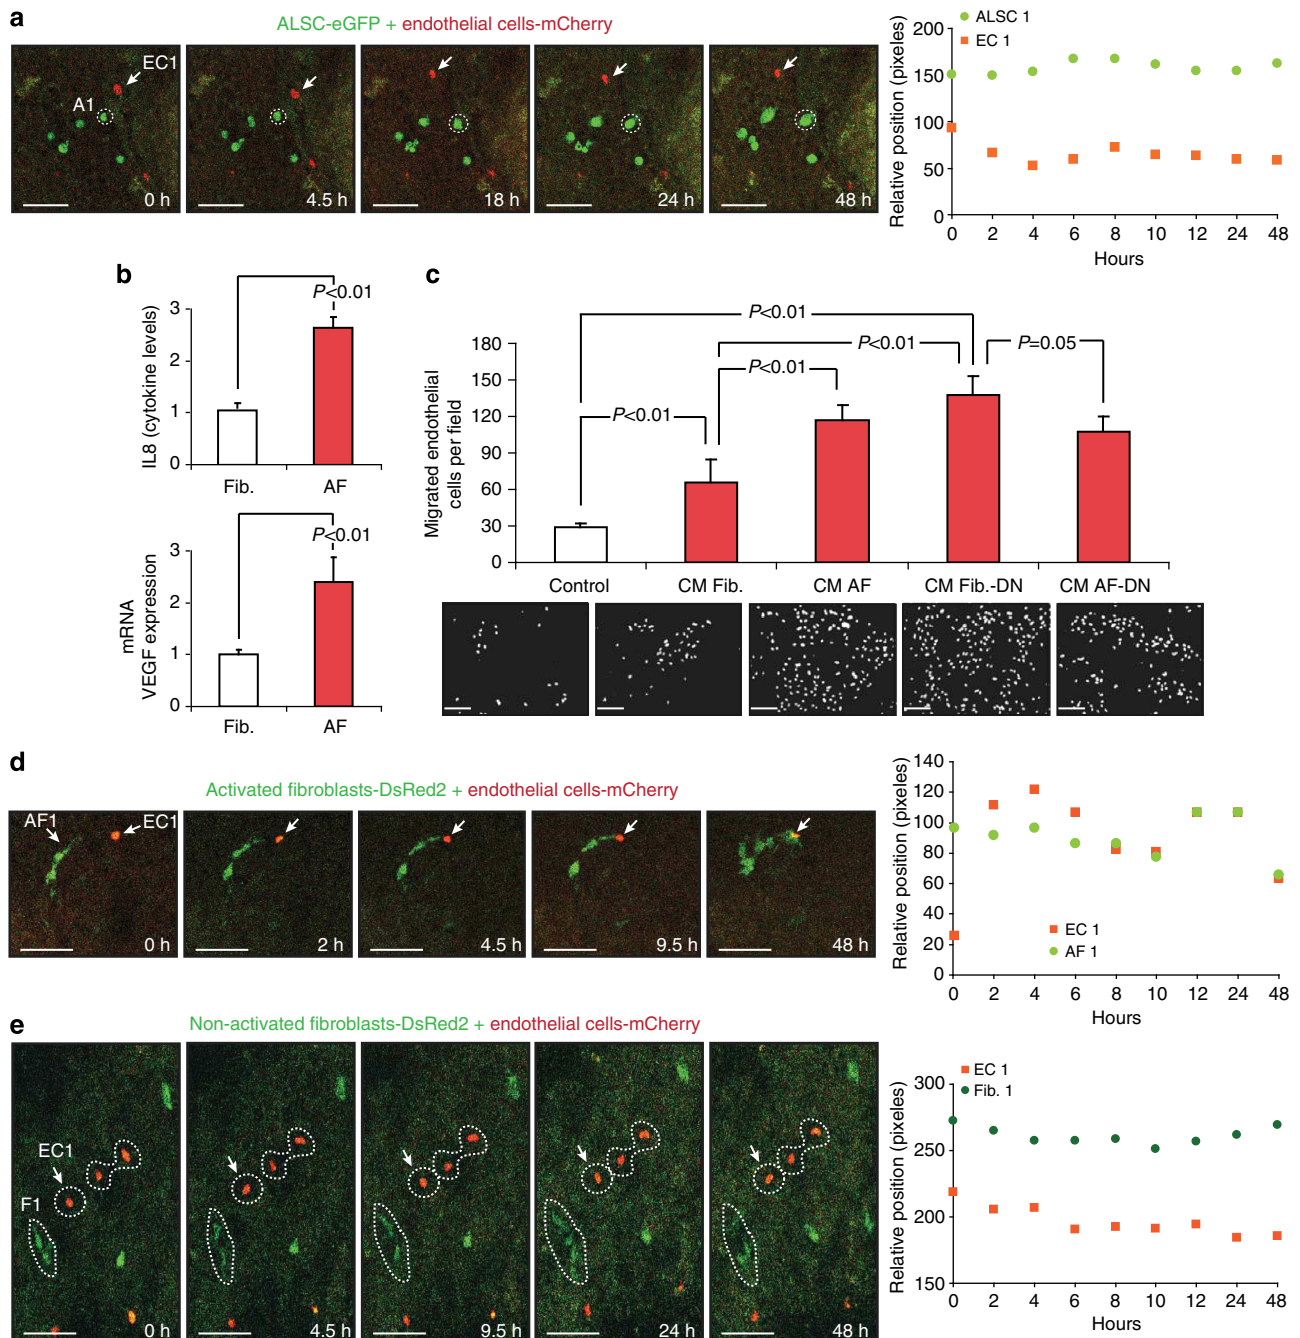 a
ALSC-eGFP + endothelial cells-mCherry
EC1
A1
0 h
4.5 h
18 h
24 h
48 h
ALSC 1
EC 1
Relative position (pixeles)
200
150
100
50
0
0 2 4 6 8 10 12 24 48
Hours
b
IL8 (cytokine levels)
3
2
1
0
P<0.01
Fib. AF
mRNA
VEGF expression
3
2
1
0
P<0.01
Fib. AF
c
Migrated endothelial
cells per field
180
150
120
90
60
30
0
P<0.01
P<0.01
P=0.05
P<0.01
P<0.01
Control CM Fib. CM AF CM Fib.-DN CM AF-DN
d
Activated fibroblasts-DsRed2 + endothelial cells-mCherry
AF1
EC1
0 h
2 h
4.5 h
9.5 h
48 h
Relative position (pixeles)
140
120
100
80
60
40
20
0
EC 1
AF 1
0 2 4 6 8 10 12 24 48
Hours
e
Non-activated fibroblasts-DsRed2 + endothelial cells-mCherry
EC1
F1
0 h
4.5 h
9.5 h
24 h
48 h
EC 1
Fib. 1
Relative position (pixeles)
300
250
200
150
0 2 4 6 8 10 12 24 48
Hours